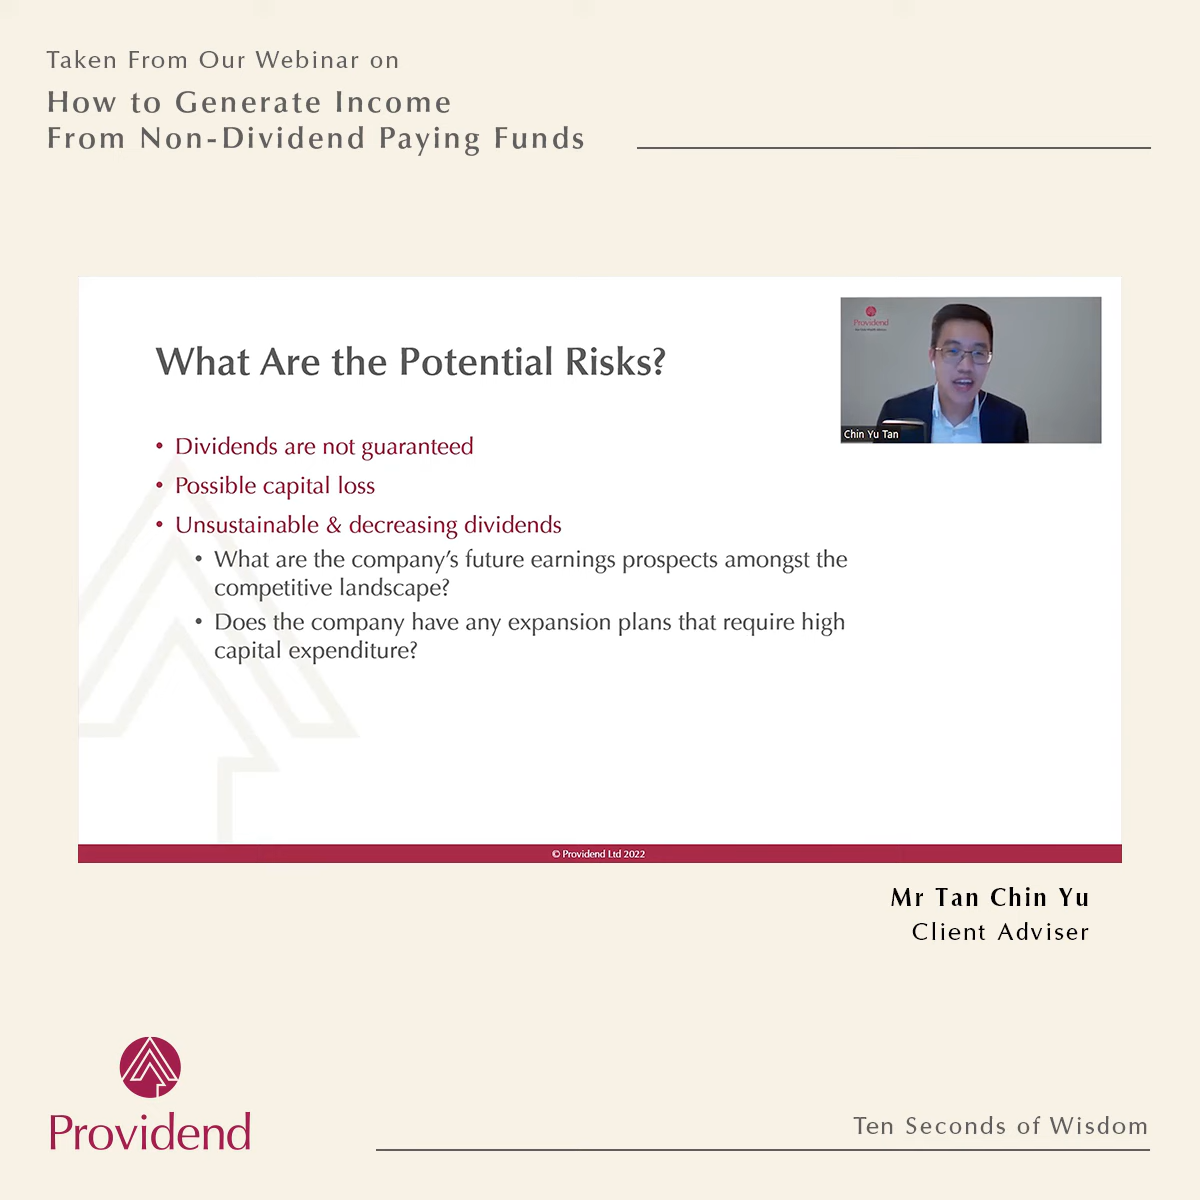 Taken From Our Webinar on
How to Generate Income
From Non-Dividend Paying Funds
What Are the Potential Risks?
• Dividends are not guaranteed
• Possible capital loss
• Unsustainable & decreasing dividends
• What are the company's future earnings prospects amongst the
competitive landscape?
• Does the company have any expansion plans that require high
capital expenditure?
Providend
Chin Yu Tan
© Providend Ltd 2022
Mr Tan Chin Yu
Client Adviser
Providend
Ten Seconds of Wisdom